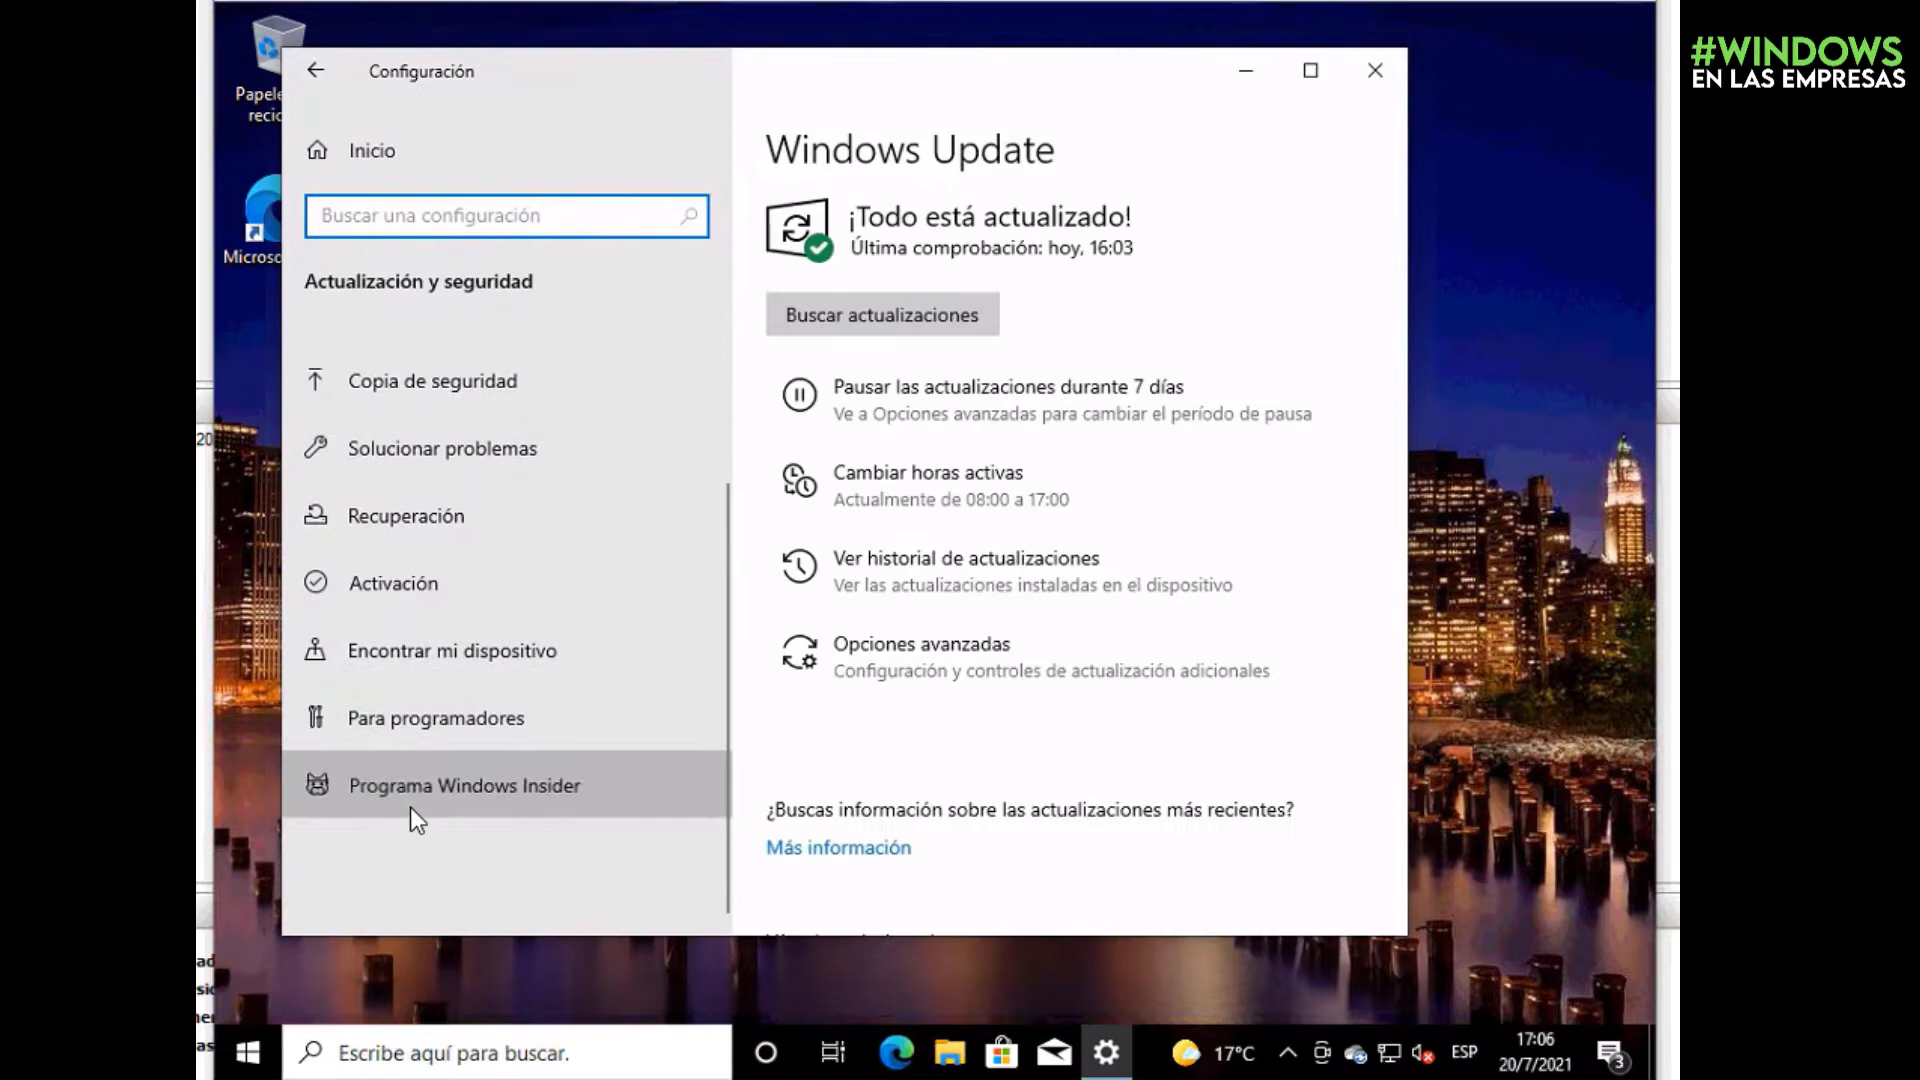 #WINDOWS
EN LAS EMPRESAS
Configuración
Inicio
Buscar una configuración
Actualización y seguridad
Copia de seguridad
Solucionar problemas
Recuperación
Activación
Encontrar mi dispositivo
Para programadores
Programa Windows Insider
Windows Update
¡Todo está actualizado!
Última comprobación: hoy, 16:03
Buscar actualizaciones
Pausar las actualizaciones durante 7 días
Ve a Opciones avanzadas para cambiar el período de pausa
Cambiar horas activas
Actualmente de 08:00 a 17:00
Ver historial de actualizaciones
Ver las actualizaciones instaladas en el dispositivo
Opciones avanzadas
Configuración y controles de actualización adicionales
¿Buscas información sobre las actualizaciones más recientes?
Más información
Escribe aquí para buscar.
17°C
ESP
17:06
20/7/2021
3